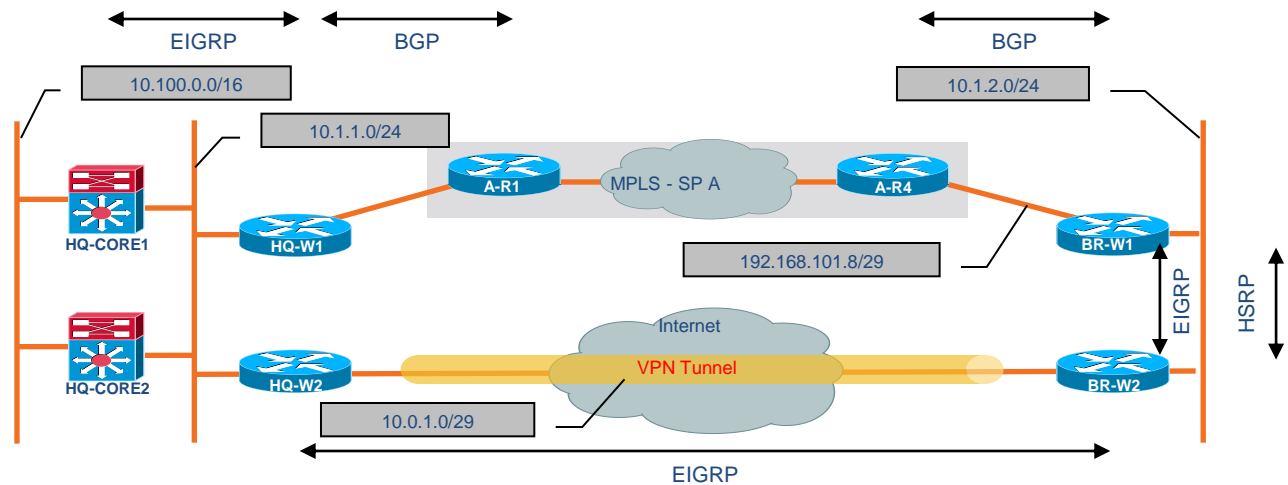 EIGRP
BGP
BGP
10.100.0.0/16
10.1.2.0/24
10.1.1.0/24
MPLS - SP A
A-R1
A-R4
HQ-CORE1
HQ-W1
BR-W1
192.168.101.8/29
EIGRP
HSRP
Internet
VPN Tunnel
HQ-CORE2
HQ-W2
BR-W2
10.0.1.0/29
EIGRP